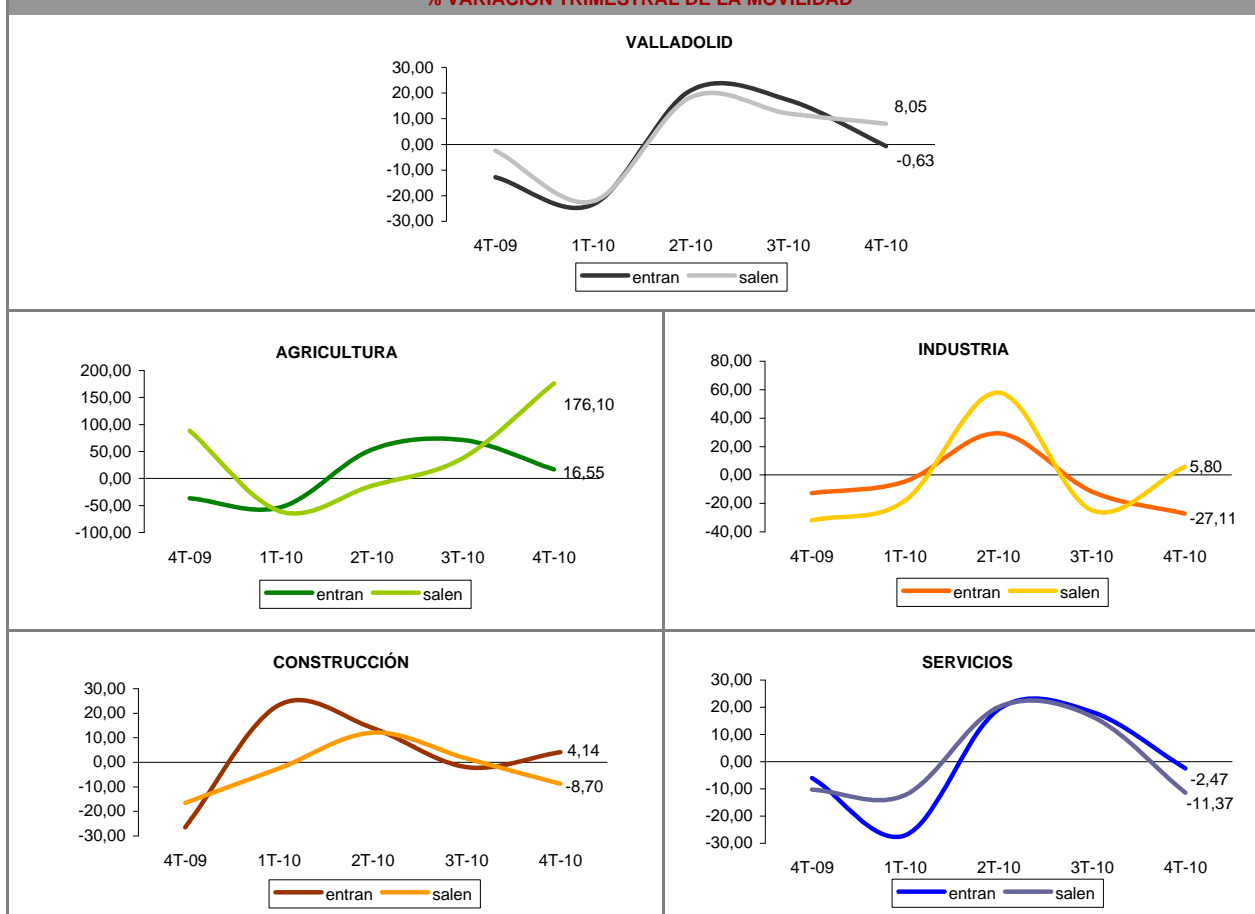 % VARIACIÓN TRIMESTRAL DE LA MOVILIDAD
VALLADOLID
30,00
20,00
10,00
0,00
-10,00
-20,00
-30,00
8,05
-0,63
4T-09 1T-10 2T-10 3T-10 4T-10
entran salen
AGRICULTURA
200,00
150,00
100,00
50,00
0,00
-50,00
-100,00
176,10
16,55
4T-09 1T-10 2T-10 3T-10 4T-10
entran salen
INDUSTRIA
80,00
60,00
40,00
20,00
0,00
-20,00
-40,00
5,80
-27,11
4T-09 1T-10 2T-10 3T-10 4T-10
entran salen
CONSTRUCCIÓN
30,00
20,00
10,00
0,00
-10,00
-20,00
-30,00
4,14
-8,70
4T-09 1T-10 2T-10 3T-10 4T-10
entran salen
SERVICIOS
30,00
20,00
10,00
0,00
-10,00
-20,00
-30,00
-2,47
-11,37
4T-09 1T-10 2T-10 3T-10 4T-10
entran salen